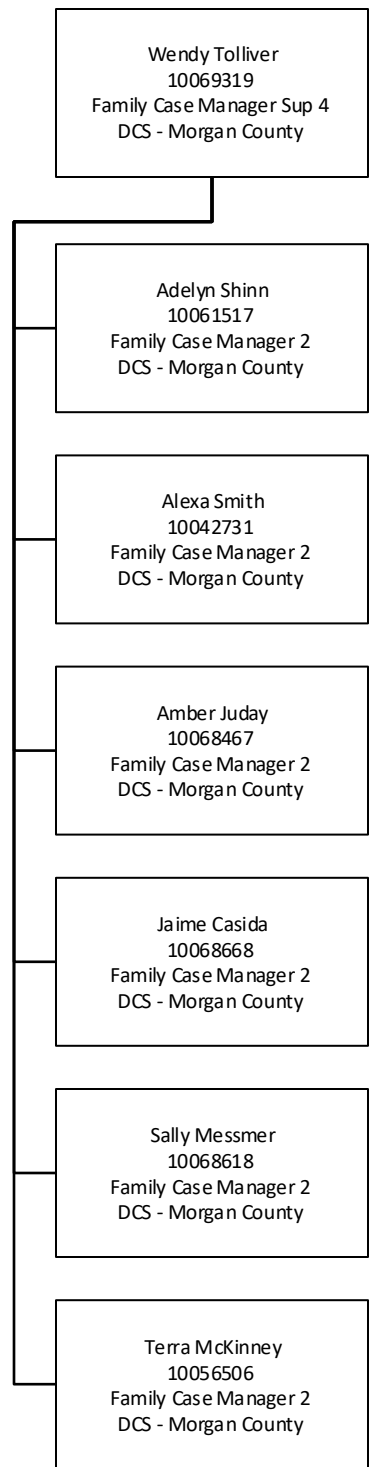 Wendy Tolliver
10069319
Family Case Manager Sup 4
DCS - Morgan County
Adelyn Shinn
10061517
Family Case Manager 2
DCS - Morgan County
Alexa Smith
10042731
Family Case Manager 2
DCS - Morgan County
Amber Juday
10068467
Family Case Manager 2
DCS - Morgan County
Jaime Casida
10068668
Family Case Manager 2
DCS - Morgan County
Sally Messmer
10068618
Family Case Manager 2
DCS - Morgan County
Terra McKinney
10056506
Family Case Manager 2
DCS - Morgan County